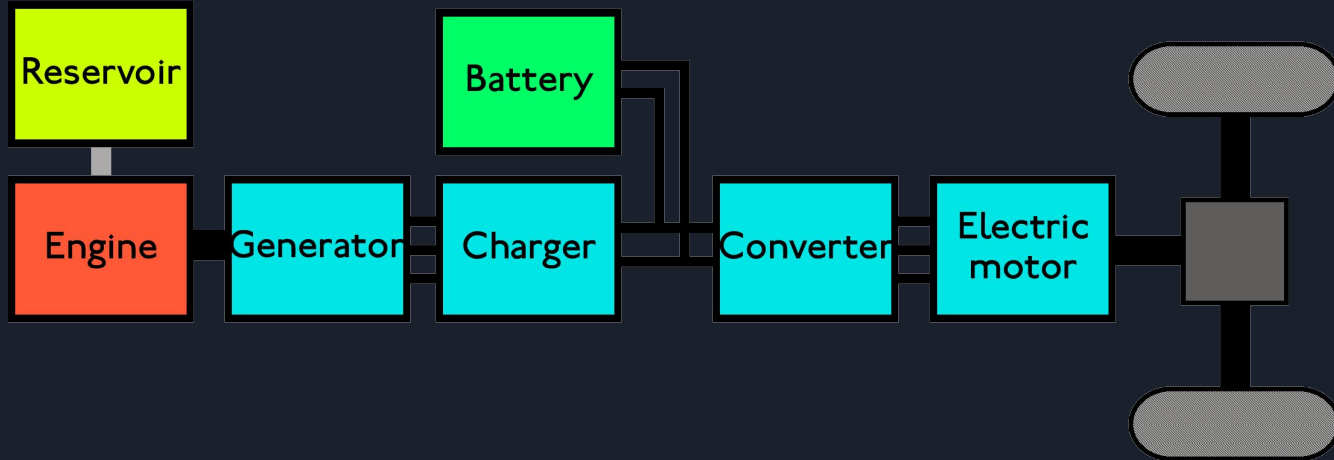 Reservoir
Battery
Engine
Generator
Charger
Converter
Electric
motor